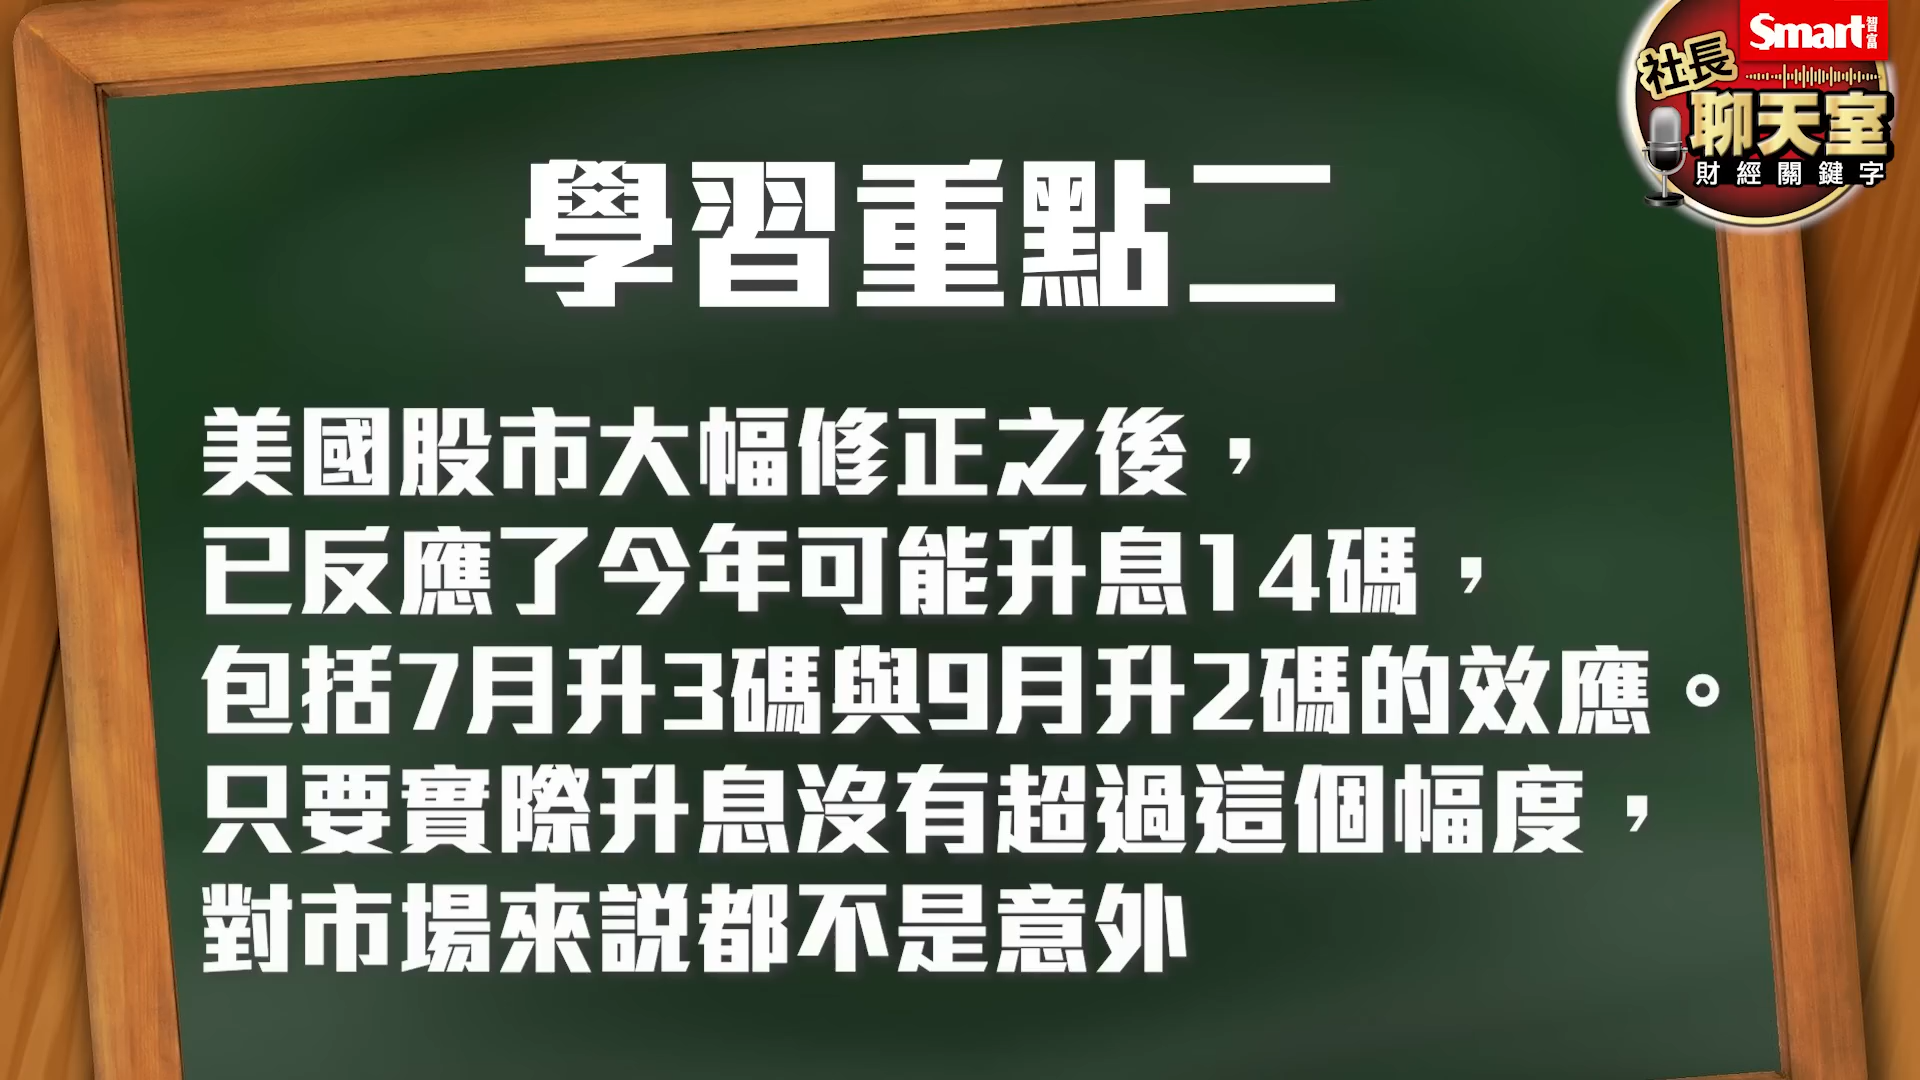 Smart智富
社長
聊天室
財經關鍵字
學習重點二
美國股市大幅修正之後，
已反應了今年可能升息14碼，
包括7月升3碼與9月升2碼的效應。
只要實際升息沒有超過這個幅度，
對市場來說都不是意外